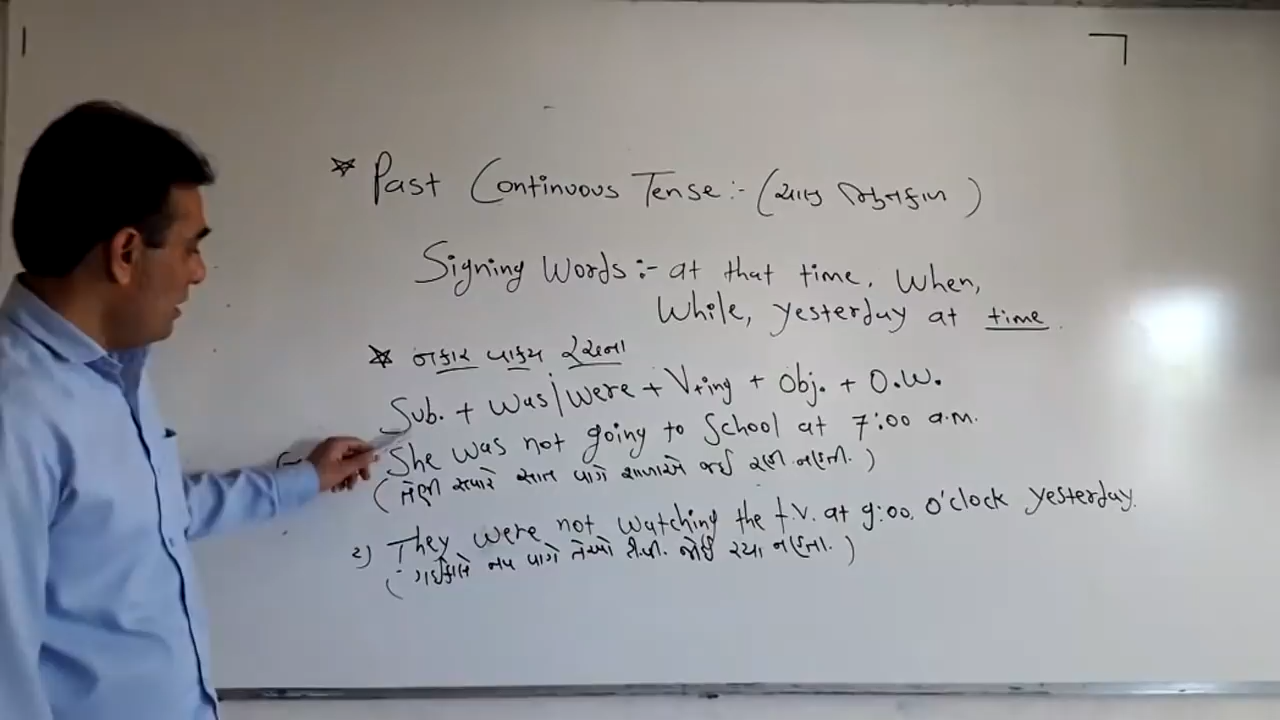 ☆ Past Continuous Tense :- (ચાલુ ભૂતકાળ)
Signing Words :- at that time, When,
While, yesterday at time.
☆ નકાર વાક્ય રચના
Sub. + Was/Were + V+ing + Obj. + O.W.
She was not going to School at 7:00 a.m.
(તેણી સવારે સાત વાગે શાળાએ જઈ રહી નહતી.)
૨) They were not watching the t.v. at 9:00, O'clock yesterday.
(ગઈકાલે નવ વાગે તેઓ ટી.વી. જોઈ રહ્યા નહતા.)